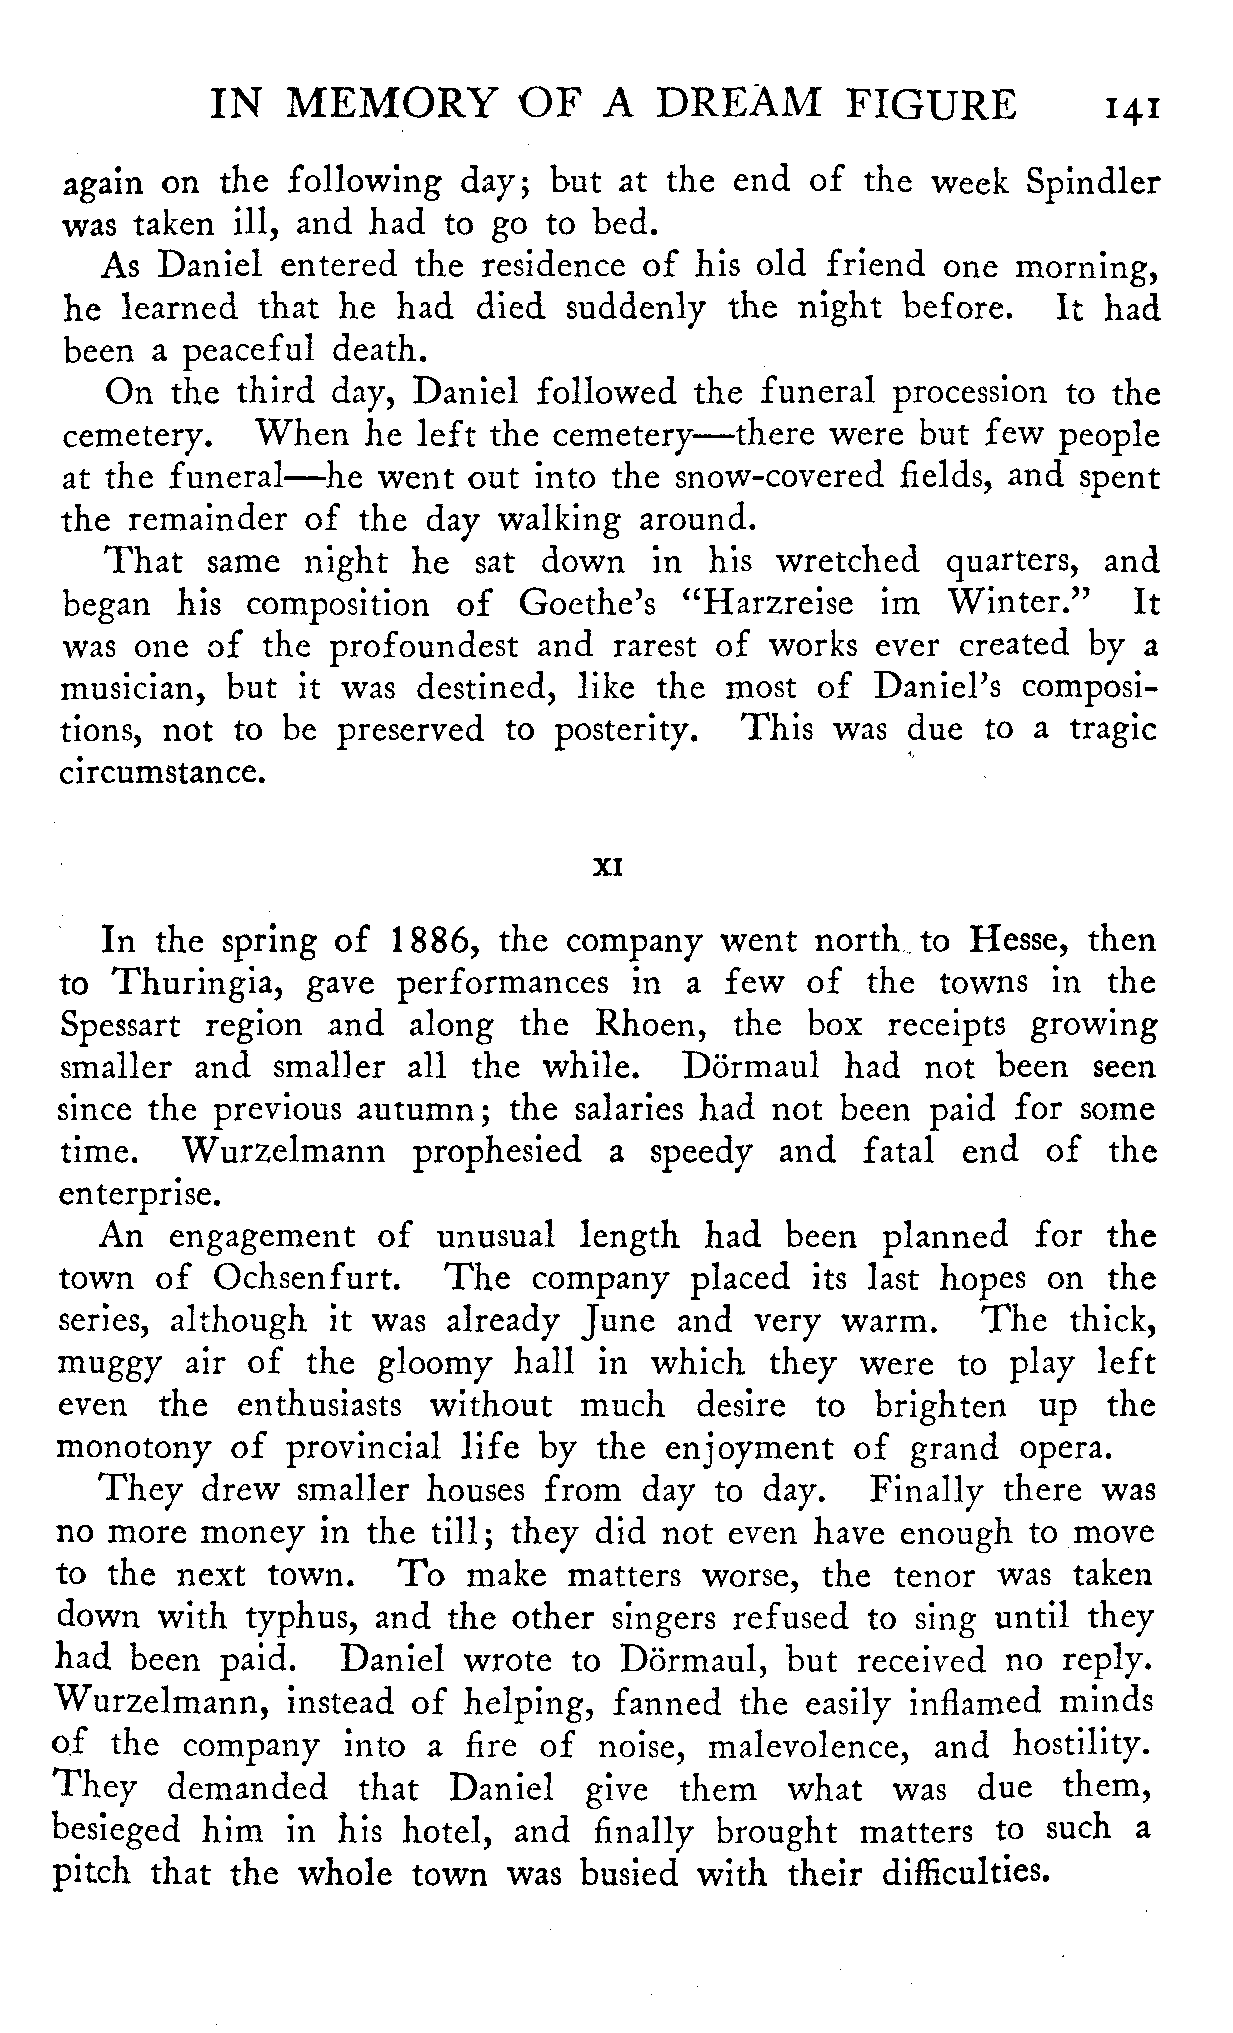 IN MEMORY OF A DREAM FIGURE 141
again on the following day; but at the end of the week Spindler
was taken ill, and had to go to bed.
As Daniel entered the residence of his old friend one morning,
he learned that he had died suddenly the night before. It had
been a peaceful death.
On the third day, Daniel followed the funeral procession to the
cemetery. When he left the cemetery—there were but few people
at the funeral—he went out into the snow-covered fields, and spent
the remainder of the day walking around.
That same night he sat down in his wretched quarters, and
began his composition of Goethe's "Harzreise im Winter." It
was one of the profoundest and rarest of works ever created by a
musician, but it was destined, like the most of Daniel's composi-
tions, not to be preserved to posterity. This was due to a tragic
circumstance.
XI
In the spring of 1886, the company went north to Hesse, then
to Thuringia, gave performances in a few of the towns in the
Spessart region and along the Rhoen, the box receipts growing
smaller and smaller all the while. Dörmaul had not been seen
since the previous autumn; the salaries had not been paid for some
time. Wurzelmann prophesied a speedy and fatal end of the
enterprise.
An engagement of unusual length had been planned for the
town of Ochsenfurt. The company placed its last hopes on the
series, although it was already June and very warm. The thick,
muggy air of the gloomy hall in which they were to play left
even the enthusiasts without much desire to brighten up the
monotony of provincial life by the enjoyment of grand opera.
They drew smaller houses from day to day. Finally there was
no more money in the till; they did not even have enough to move
to the next town. To make matters worse, the tenor was taken
down with typhus, and the other singers refused to sing until they
had been paid. Daniel wrote to Dörmaul, but received no reply.
Wurzelmann, instead of helping, fanned the easily inflamed minds
of the company into a fire of noise, malevolence, and hostility.
They demanded that Daniel give them what was due them,
besieged him in his hotel, and finally brought matters to such a
pitch that the whole town was busied with their difficulties.